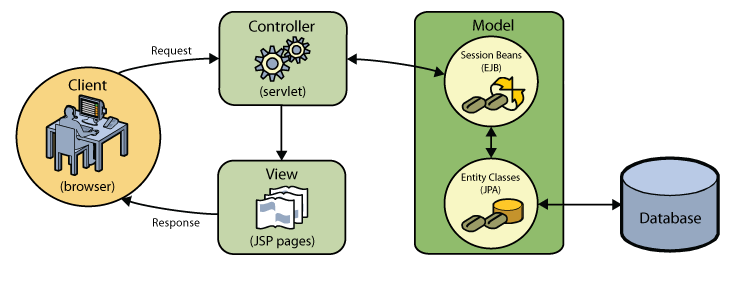 Client
(browser)
Request
Response
Controller
(servlet)
View
(JSP pages)
Model
Session Beans
(EJB)
Entity Classes
(JPA)
Database